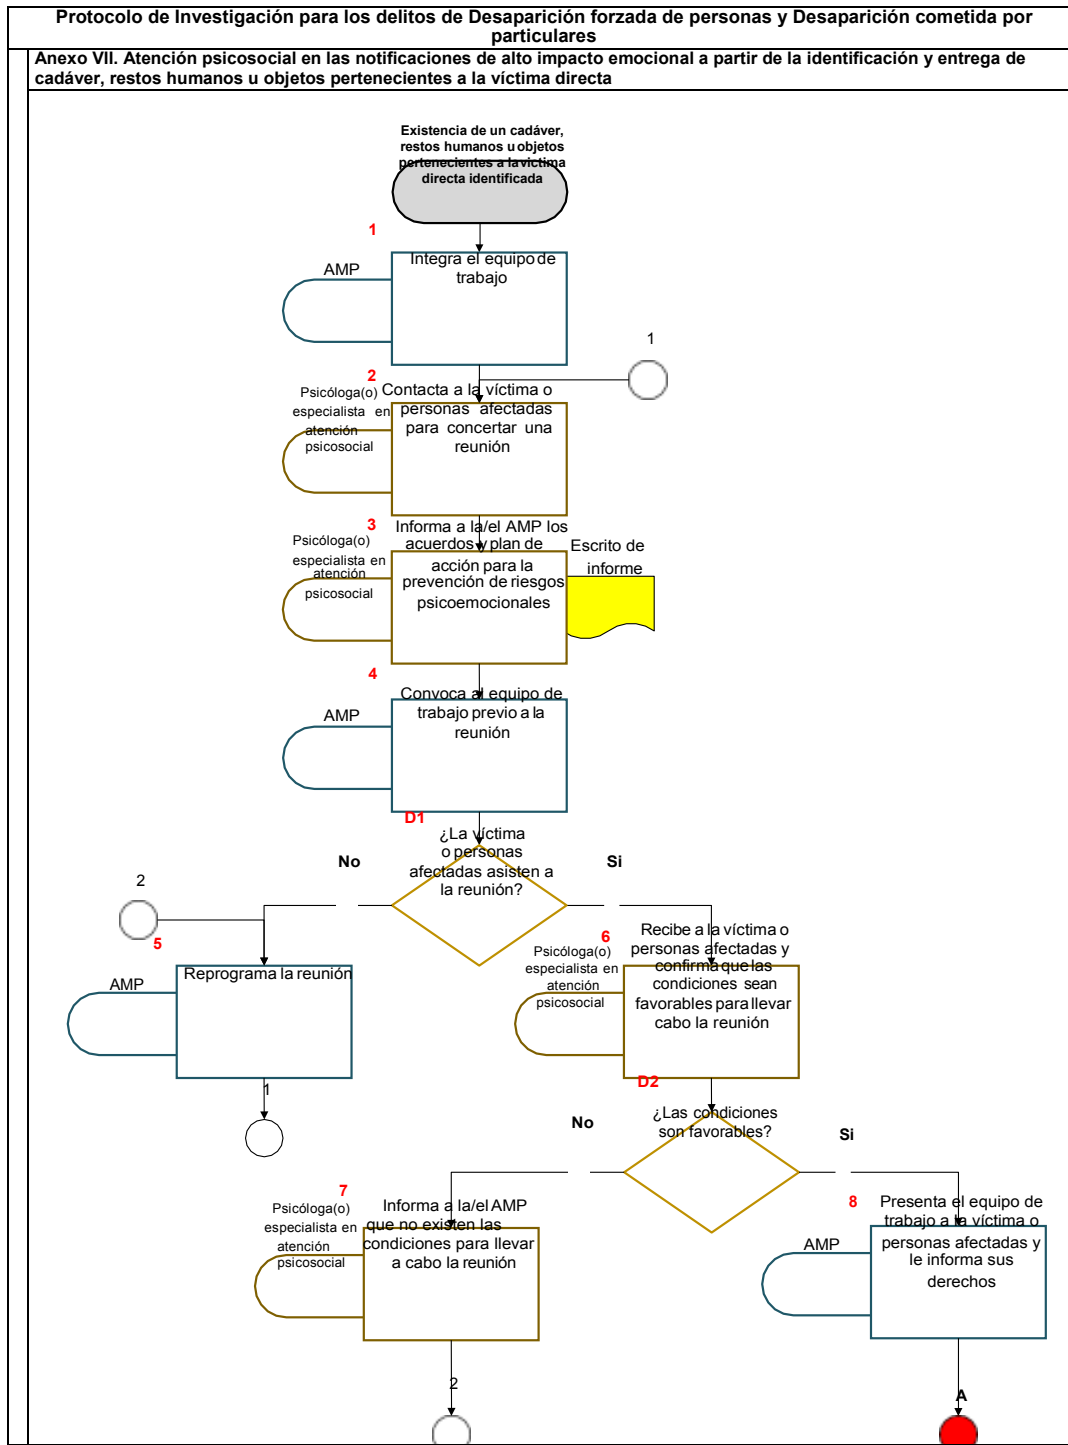 Protocolo de Investigación para los delitos de Desaparición forzada de personas y Desaparición cometida por
particulares
Anexo VII. Atención psicosocial en las notificaciones de alto impacto emocional a partir de la identificación y entrega de
cadáver, restos humanos u objetos pertenecientes a la víctima directa
Existencia de un cadáver,
restos humanos u objetos
pertenecientes a la victima
directa identificada
1
AMP
Integra el equipo de
trabajo
1
2
Psicóloga(o)
especialista en
atención
psicosocial
Contacta a la víctima o
personas afectadas
para concertar una
reunión
3
Psicóloga(o)
especialista en
atención
psicosocial
Informa a la/el AMP los
acuerdos y plan de
acción para la
prevención de riesgos
psicoemocionales
Escrito de
informe
4
AMP
Convoca al equipo de
trabajo previo a la
reunión
D1
¿La víctima
o personas
afectadas asisten a
la reunión?
No
Si
2
5
AMP
Reprograma la reunión
1
6
Psicóloga(o)
especialista en
atención
psicosocial
Recibe a la víctima o
personas afectadas y
confirma que las
condiciones sean
favorables para llevar
cabo la reunión
D2
¿Las condiciones
son favorables?
No
Si
7
Psicóloga(o)
especialista en
atención
psicosocial
Informa a la/el AMP
que no existen las
condiciones para llevar
a cabo la reunión
2
8
AMP
Presenta el equipo de
trabajo a la víctima o
personas afectadas y
le informa sus
derechos
A